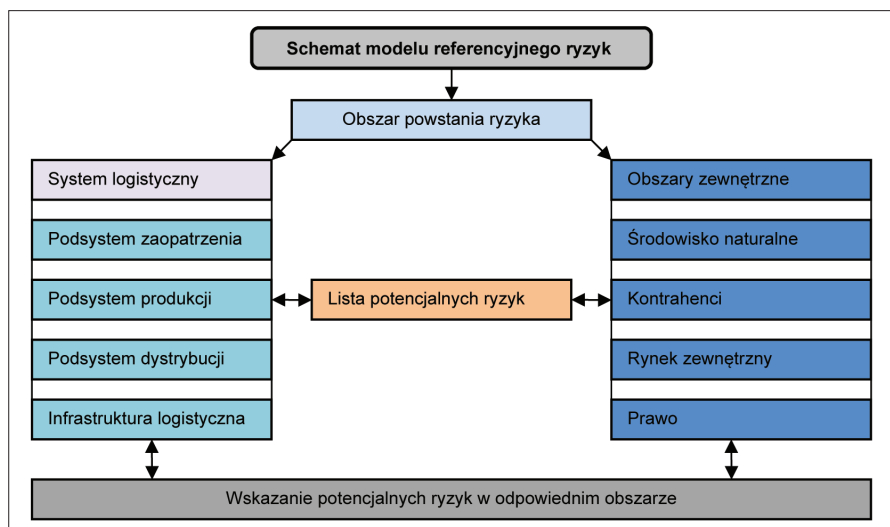 Schemat modelu referencyjnego ryzyk
Obszar powstania ryzyka
System logistyczny
Podsystem zaopatrzenia
Podsystem produkcji
Podsystem dystrybucji
Infrastruktura logistyczna
Lista potencjalnych ryzyk
Obszary zewnętrzne
Środowisko naturalne
Kontrahenci
Rynek zewnętrzny
Prawo
Wskazanie potencjalnych ryzyk w odpowiednim obszarze